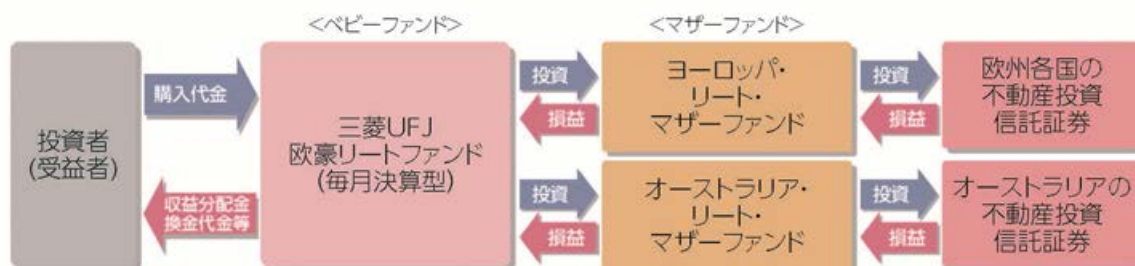 <ベビーファンド>
<マザーファンド>
投資者
(受益者)
購入代金
収益分配金
換金代金等
三菱UFJ
欧豪リートファンド
(毎月決算型)
投資
損益
ヨーロッパ・
リート・
マザーファンド
投資
損益
欧州各国の
不動産投資
信託証券
投資
損益
オーストラリア・
リート・
マザーファンド
投資
損益
オーストラリアの
不動産投資
信託証券